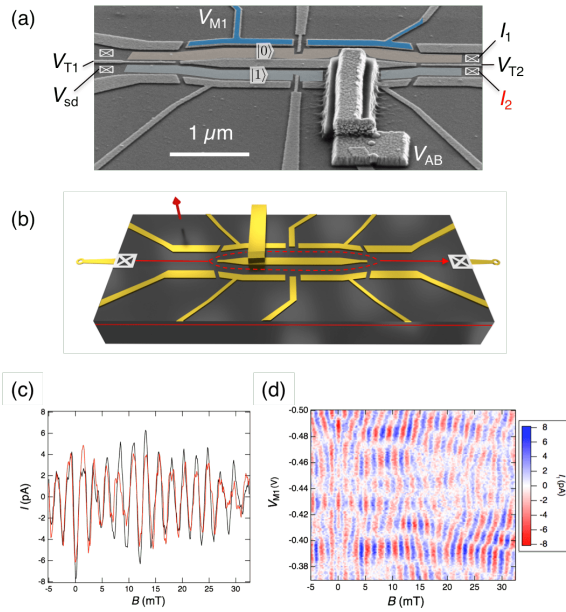 (a)
V_M1
|0⟩
I_1
V_T1
V_T2
|1⟩
V_sd
I_2
1 µm
V_AB
(b)
(c)
(d)
I (pA)
8
6
4
2
0
-2
-4
-6
-8
-5 0 5 10 15 20 25 30
B (mT)
V_M1 (V)
-0.50
-0.48
-0.46
-0.44
-0.42
-0.40
-0.38
-5 0 5 10 15 20 25 30
B (mT)
8
6
4
2
0
-2
-4
-6
-8
I_1 (pA)